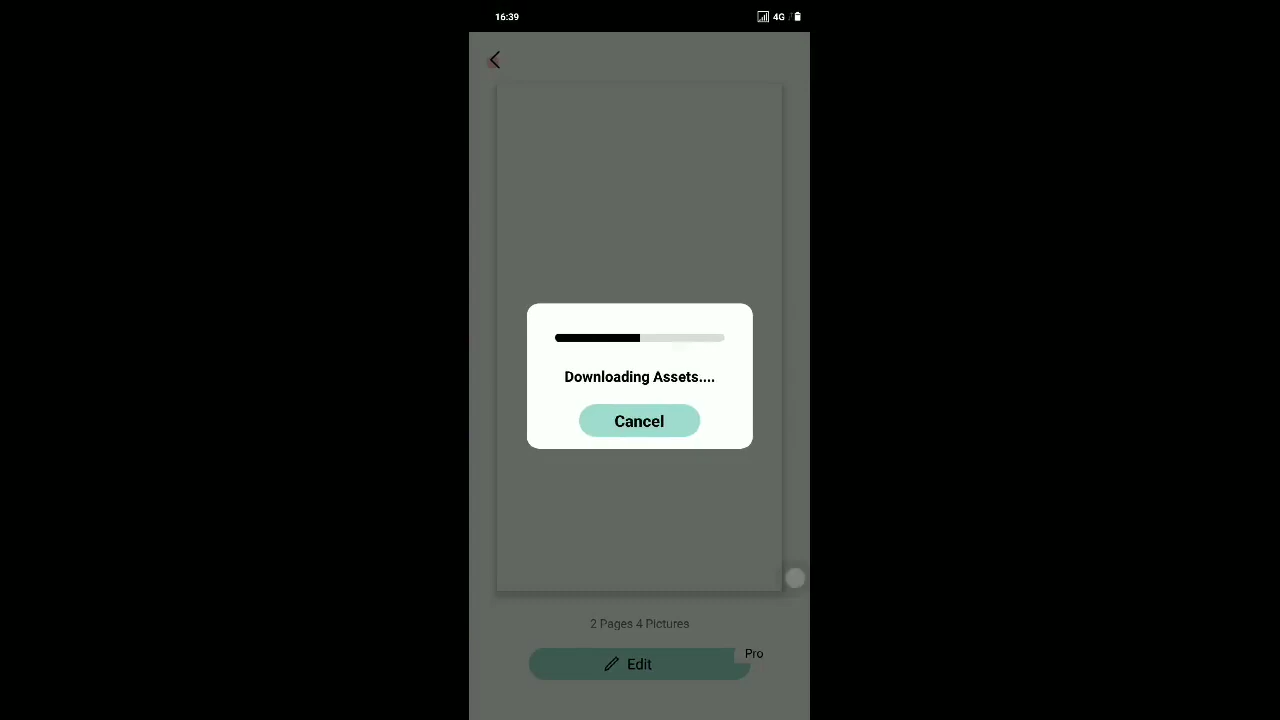 16:39
4G
Downloading Assets....
Cancel
2 Pages 4 Pictures
Pro
Edit